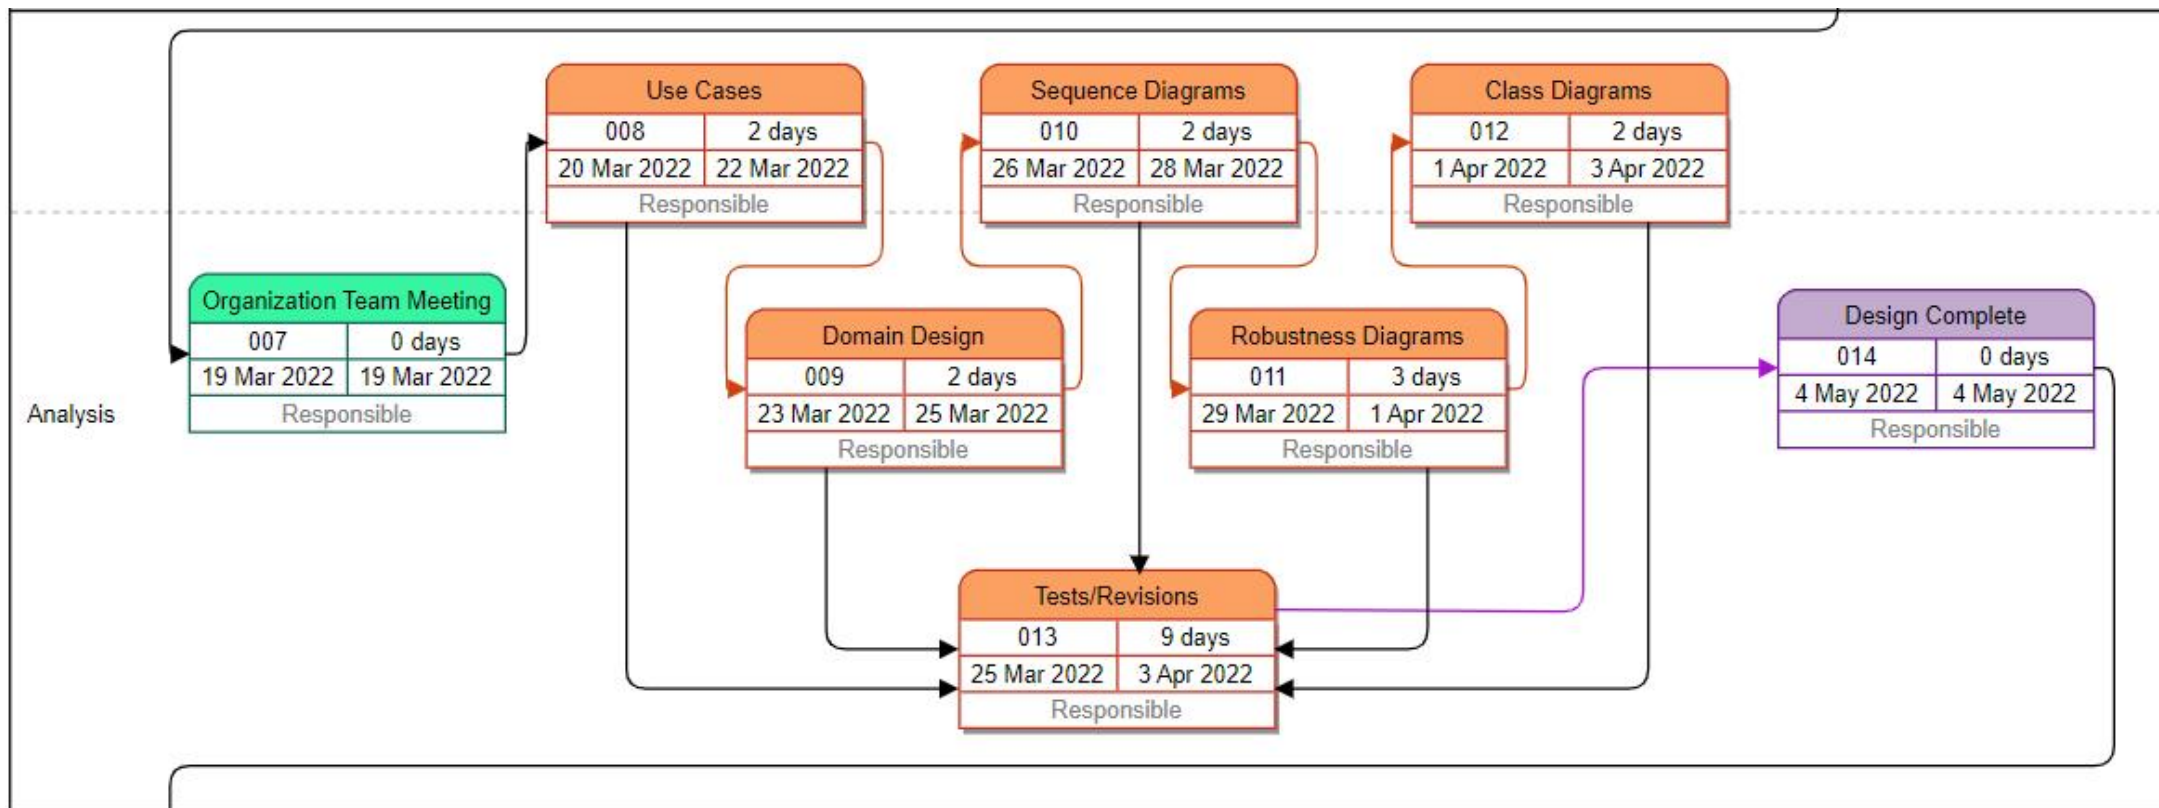 Use Cases
008 2 days
20 Mar 2022 22 Mar 2022
Responsible
Sequence Diagrams
010 2 days
26 Mar 2022 28 Mar 2022
Responsible
Class Diagrams
012 2 days
1 Apr 2022 3 Apr 2022
Responsible
Organization Team Meeting
007 0 days
19 Mar 2022 19 Mar 2022
Responsible
Domain Design
009 2 days
23 Mar 2022 25 Mar 2022
Responsible
Robustness Diagrams
011 3 days
29 Mar 2022 1 Apr 2022
Responsible
Design Complete
014 0 days
4 May 2022 4 May 2022
Responsible
Analysis
Tests/Revisions
013 9 days
25 Mar 2022 3 Apr 2022
Responsible